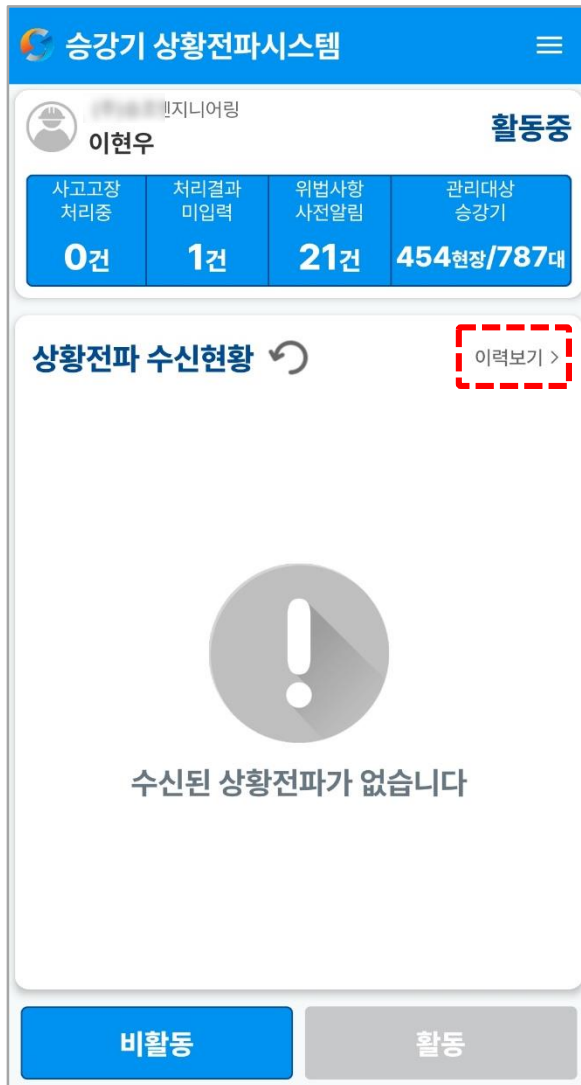 승강기 상황전파시스템
엔지니어링
이현우
활동중
사고고장
처리중
0건
처리결과
미입력
1건
위법사항
사전알림
21건
관리대상
승강기
454현장/787대
상황전파 수신현황
이력보기 >
수신된 상황전파가 없습니다
비활동
활동